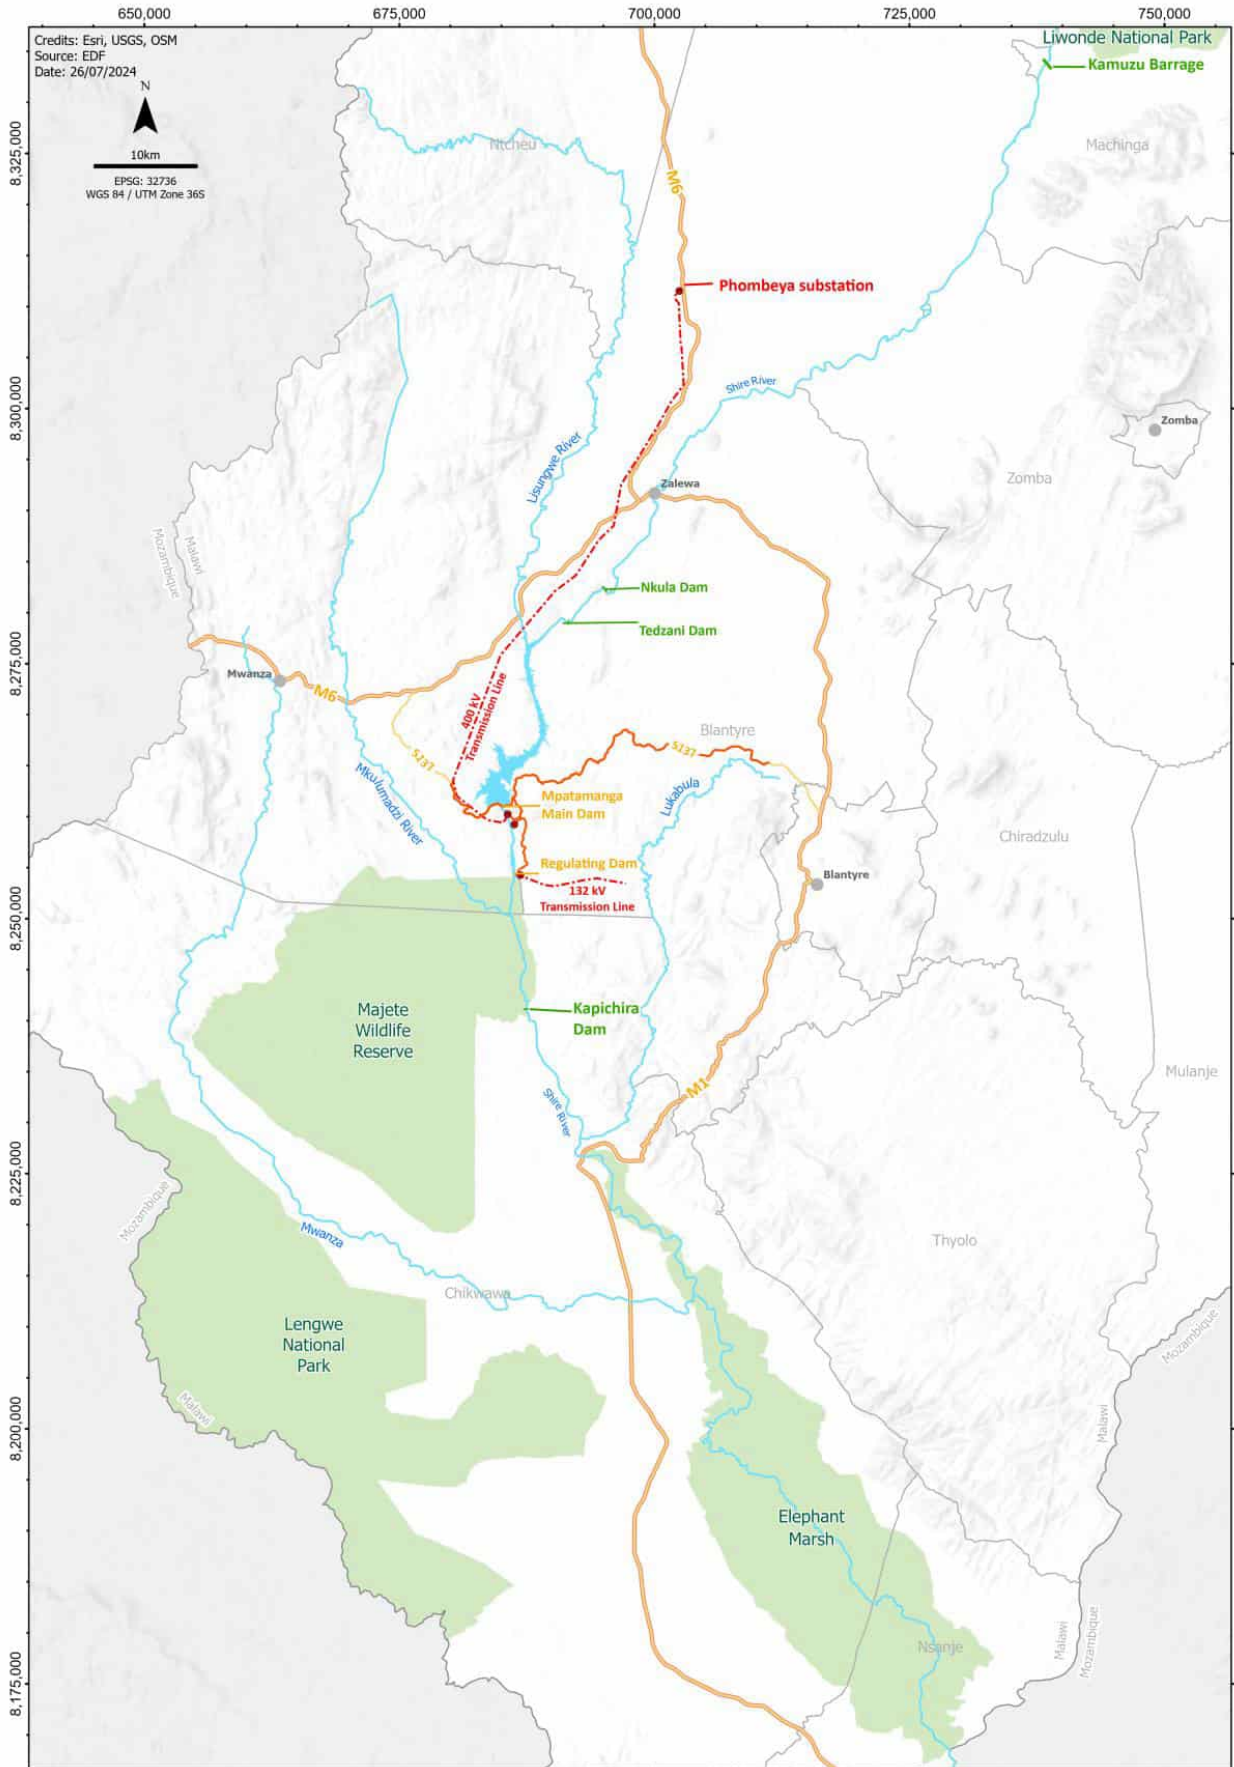 650,000
675,000
700,000
725,000
750,000
Credits: Esri, USGS, OSM
Source: EDF
Date: 26/07/2024
N
10km
EPSG: 32736
WGS 84 / UTM Zone 36S
Liwonde National Park
Kamuzu Barrage
8,325,000
Ntcheu
Machinga
M6
Phombeya substation
Shire River
8,300,000
Zomba
Lisungwe River
Zomba
Zalewa
Malawi
Mozambique
Nkula Dam
Tedzani Dam
8,275,000
Mwanza
M6
400 kV
Transmission Line
Blantyre
S137
S137
Mkulumadzi River
Lukabula
Mpatamanga
Main Dam
Chiradzulu
Regulating Dam
Blantyre
132 kV
Transmission Line
8,250,000
Majete
Wildlife
Reserve
Kapichira
Dam
Mulanje
M1
Shire River
8,225,000
Mozambique
Mwanza
Thyolo
Chikwawa
Lengwe
National
Park
Mozambique
Malawi
Malawi
8,200,000
Elephant
Marsh
Nsanje
Malawi
Mozambique
8,175,000